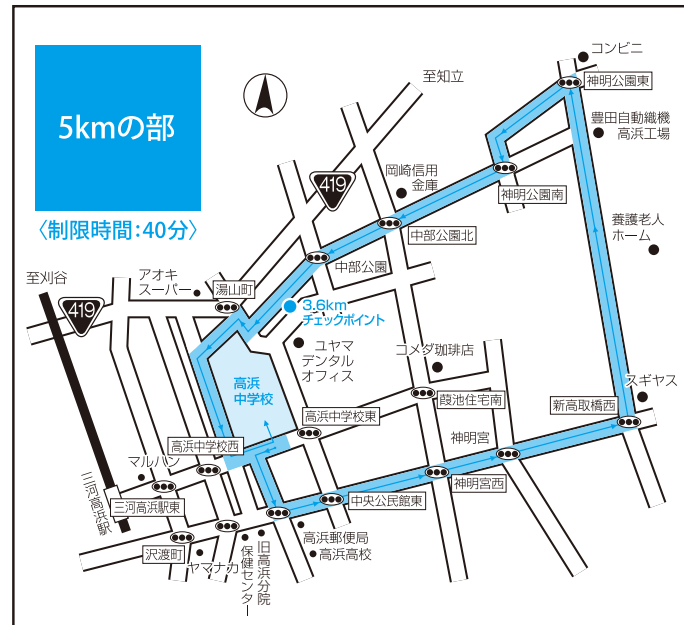 5kmの部
〈制限時間：40分〉
至知立
419
コンビニ
神明公園東
豊田自動織機
高浜工場
岡崎信用
金庫
神明公園南
中部公園北
養護老人
ホーム
中部公園
至刈谷
アオキ
スーパー
湯山町
419
3.6km
チェックポイント
ユヤマ
デンタル
オフィス
コメダ珈琲店
高浜
中学校
葭池住宅南
スギヤス
新高取橋西
高浜中学校東
神明宮
高浜中学校西
マルハン
神明宮西
三河高浜駅東
三河高浜駅
中央公民館東
沢渡町
ヤマナカ
保健センター
旧高浜分院
高浜郵便局
高浜高校